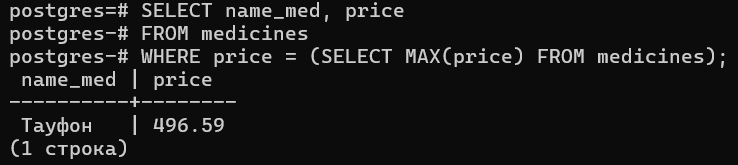 postgres=# SELECT name_med, price
postgres-# FROM medicines
postgres-# WHERE price = (SELECT MAX(price) FROM medicines);
 name_med | price
----------+--------
 Тауфон   | 496.59
(1 строка)